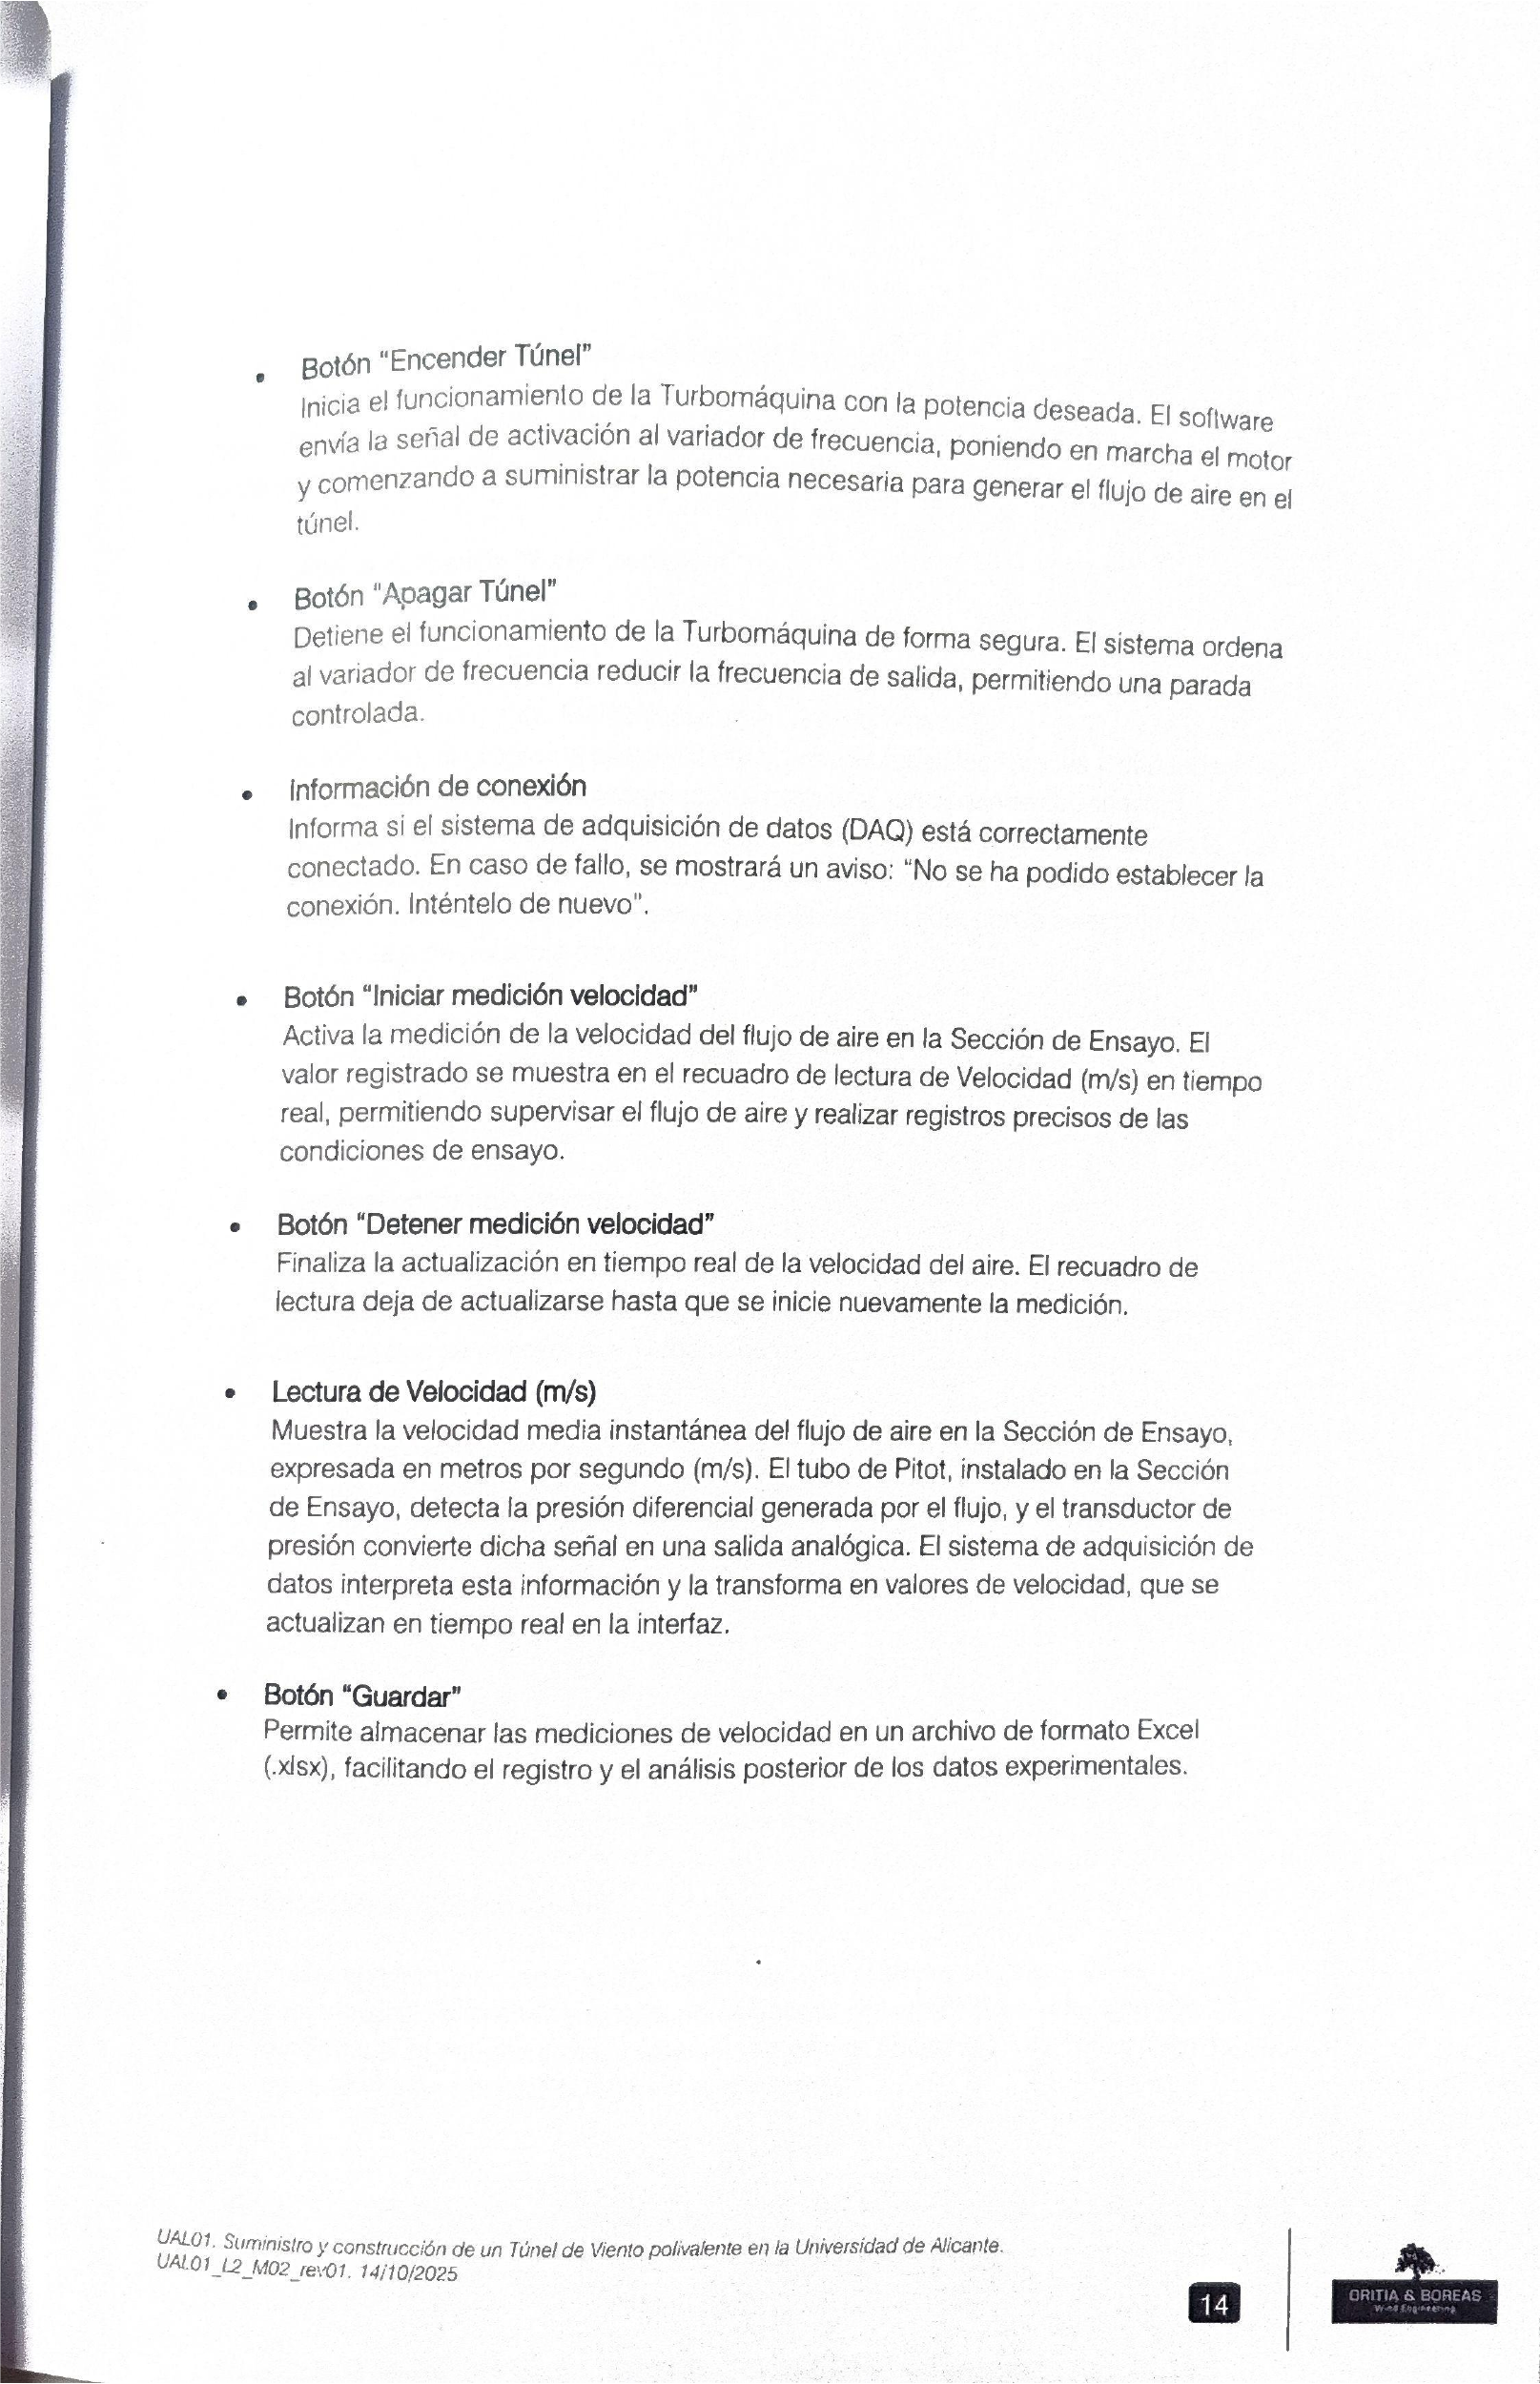 • Botón “Encender Túnel”
Inicia el funcionamiento de la Turbomáquina con la potencia deseada. El software
envía la señal de activación al variador de frecuencia, poniendo en marcha el motor
y comenzando a suministrar la potencia necesaria para generar el flujo de aire en el
túnel.
• Botón “Apagar Túnel”
Detiene el funcionamiento de la Turbomáquina de forma segura. El sistema ordena
al variador de frecuencia reducir la frecuencia de salida, permitiendo una parada
controlada.
• Información de conexión
Informa si el sistema de adquisición de datos (DAQ) está correctamente
conectado. En caso de fallo, se mostrará un aviso: “No se ha podido establecer la
conexión. Inténtelo de nuevo”.
• Botón “Iniciar medición velocidad”
Activa la medición de la velocidad del flujo de aire en la Sección de Ensayo. El
valor registrado se muestra en el recuadro de lectura de Velocidad (m/s) en tiempo
real, permitiendo supervisar el flujo de aire y realizar registros precisos de las
condiciones de ensayo.
• Botón “Detener medición velocidad”
Finaliza la actualización en tiempo real de la velocidad del aire. El recuadro de
lectura deja de actualizarse hasta que se inicie nuevamente la medición.
• Lectura de Velocidad (m/s)
Muestra la velocidad media instantánea del flujo de aire en la Sección de Ensayo,
expresada en metros por segundo (m/s). El tubo de Pitot, instalado en la Sección
de Ensayo, detecta la presión diferencial generada por el flujo, y el transductor de
presión convierte dicha señal en una salida analógica. El sistema de adquisición de
datos interpreta esta información y la transforma en valores de velocidad, que se
actualizan en tiempo real en la interfaz.
• Botón “Guardar”
Permite almacenar las mediciones de velocidad en un archivo de formato Excel
(.xlsx), facilitando el registro y el análisis posterior de los datos experimentales.
UAL01. Suministro y construcción de un Túnel de Viento polivalente en la Universidad de Alicante.
UAL01_L2_M02_rev01. 14/10/2025
14
ORITIA & BOREAS
Wind Engineering